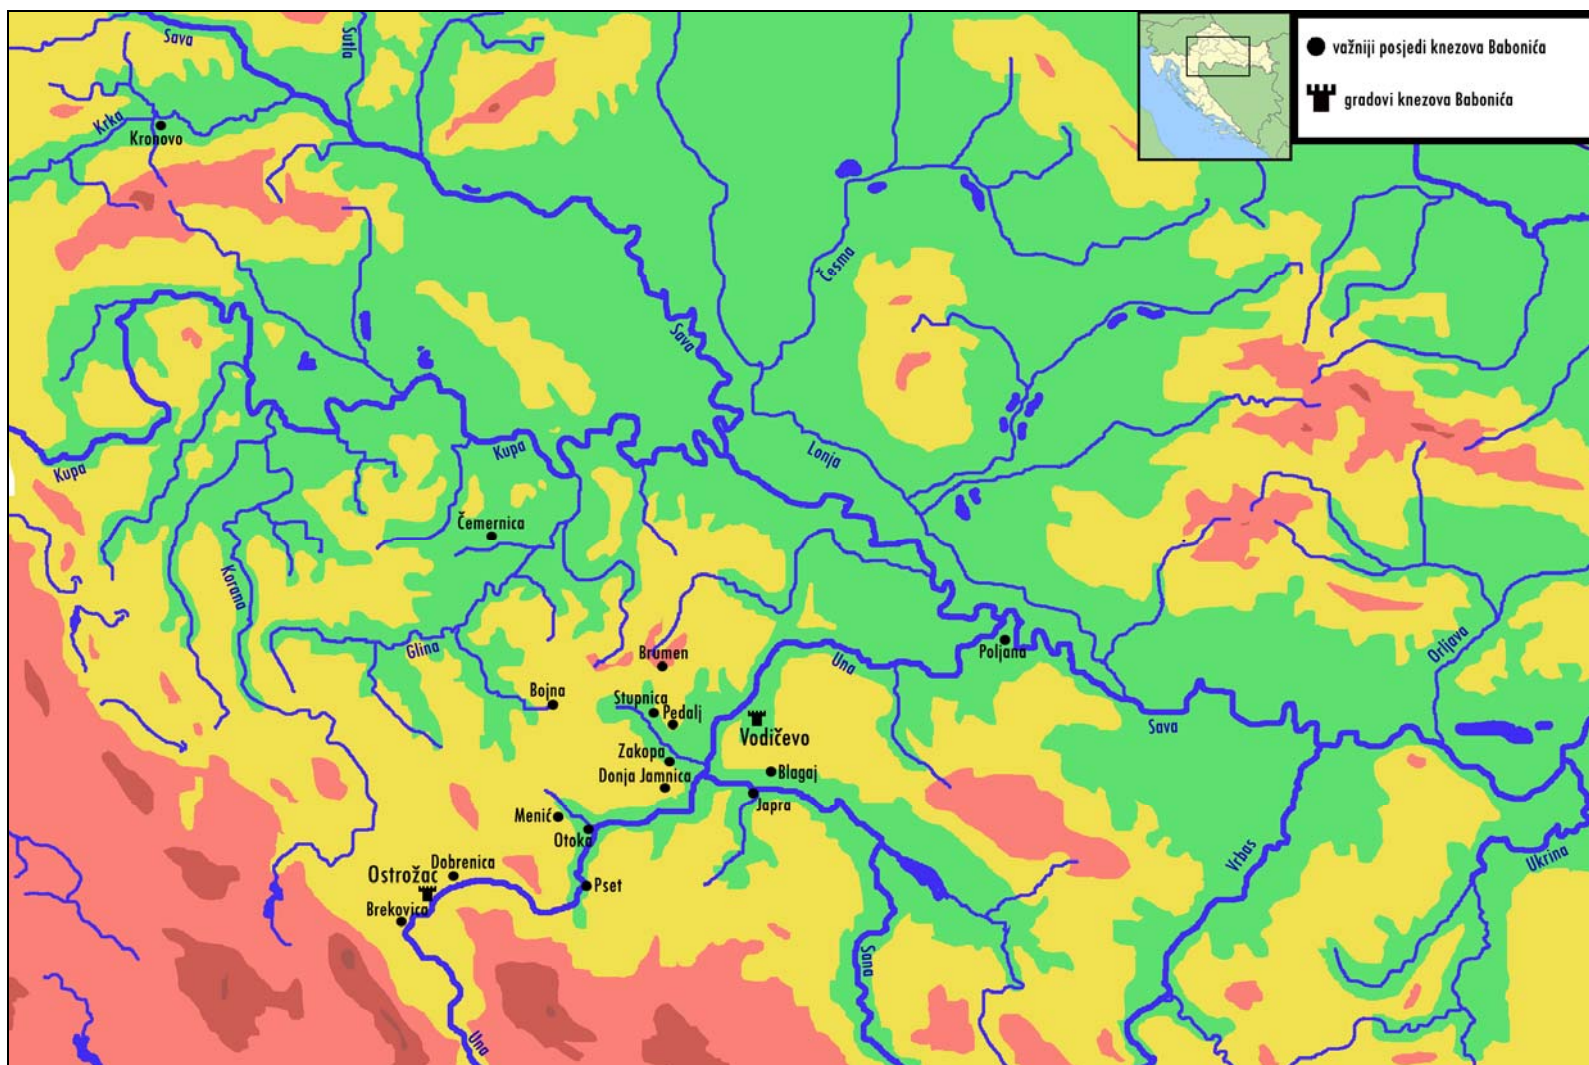 važniji posjedi knezova Babonića
gradovi knezova Babonića
Sava
Sutla
Krka
Kronovo
Česma
Sava
Kupa
Kupa
Lonja
Čemernica
Korana
Glina
Brumen
Una
Poljana
Orljava
Bojna
Stupnica
Pedalj
Vodičevo
Sava
Zakopa
Donja Jamnica
Blagaj
Japra
Menić
Otoka
Vrbas
Ukrina
Dobrenica
Ostrožac
Pset
Brekovica
Sana
Una